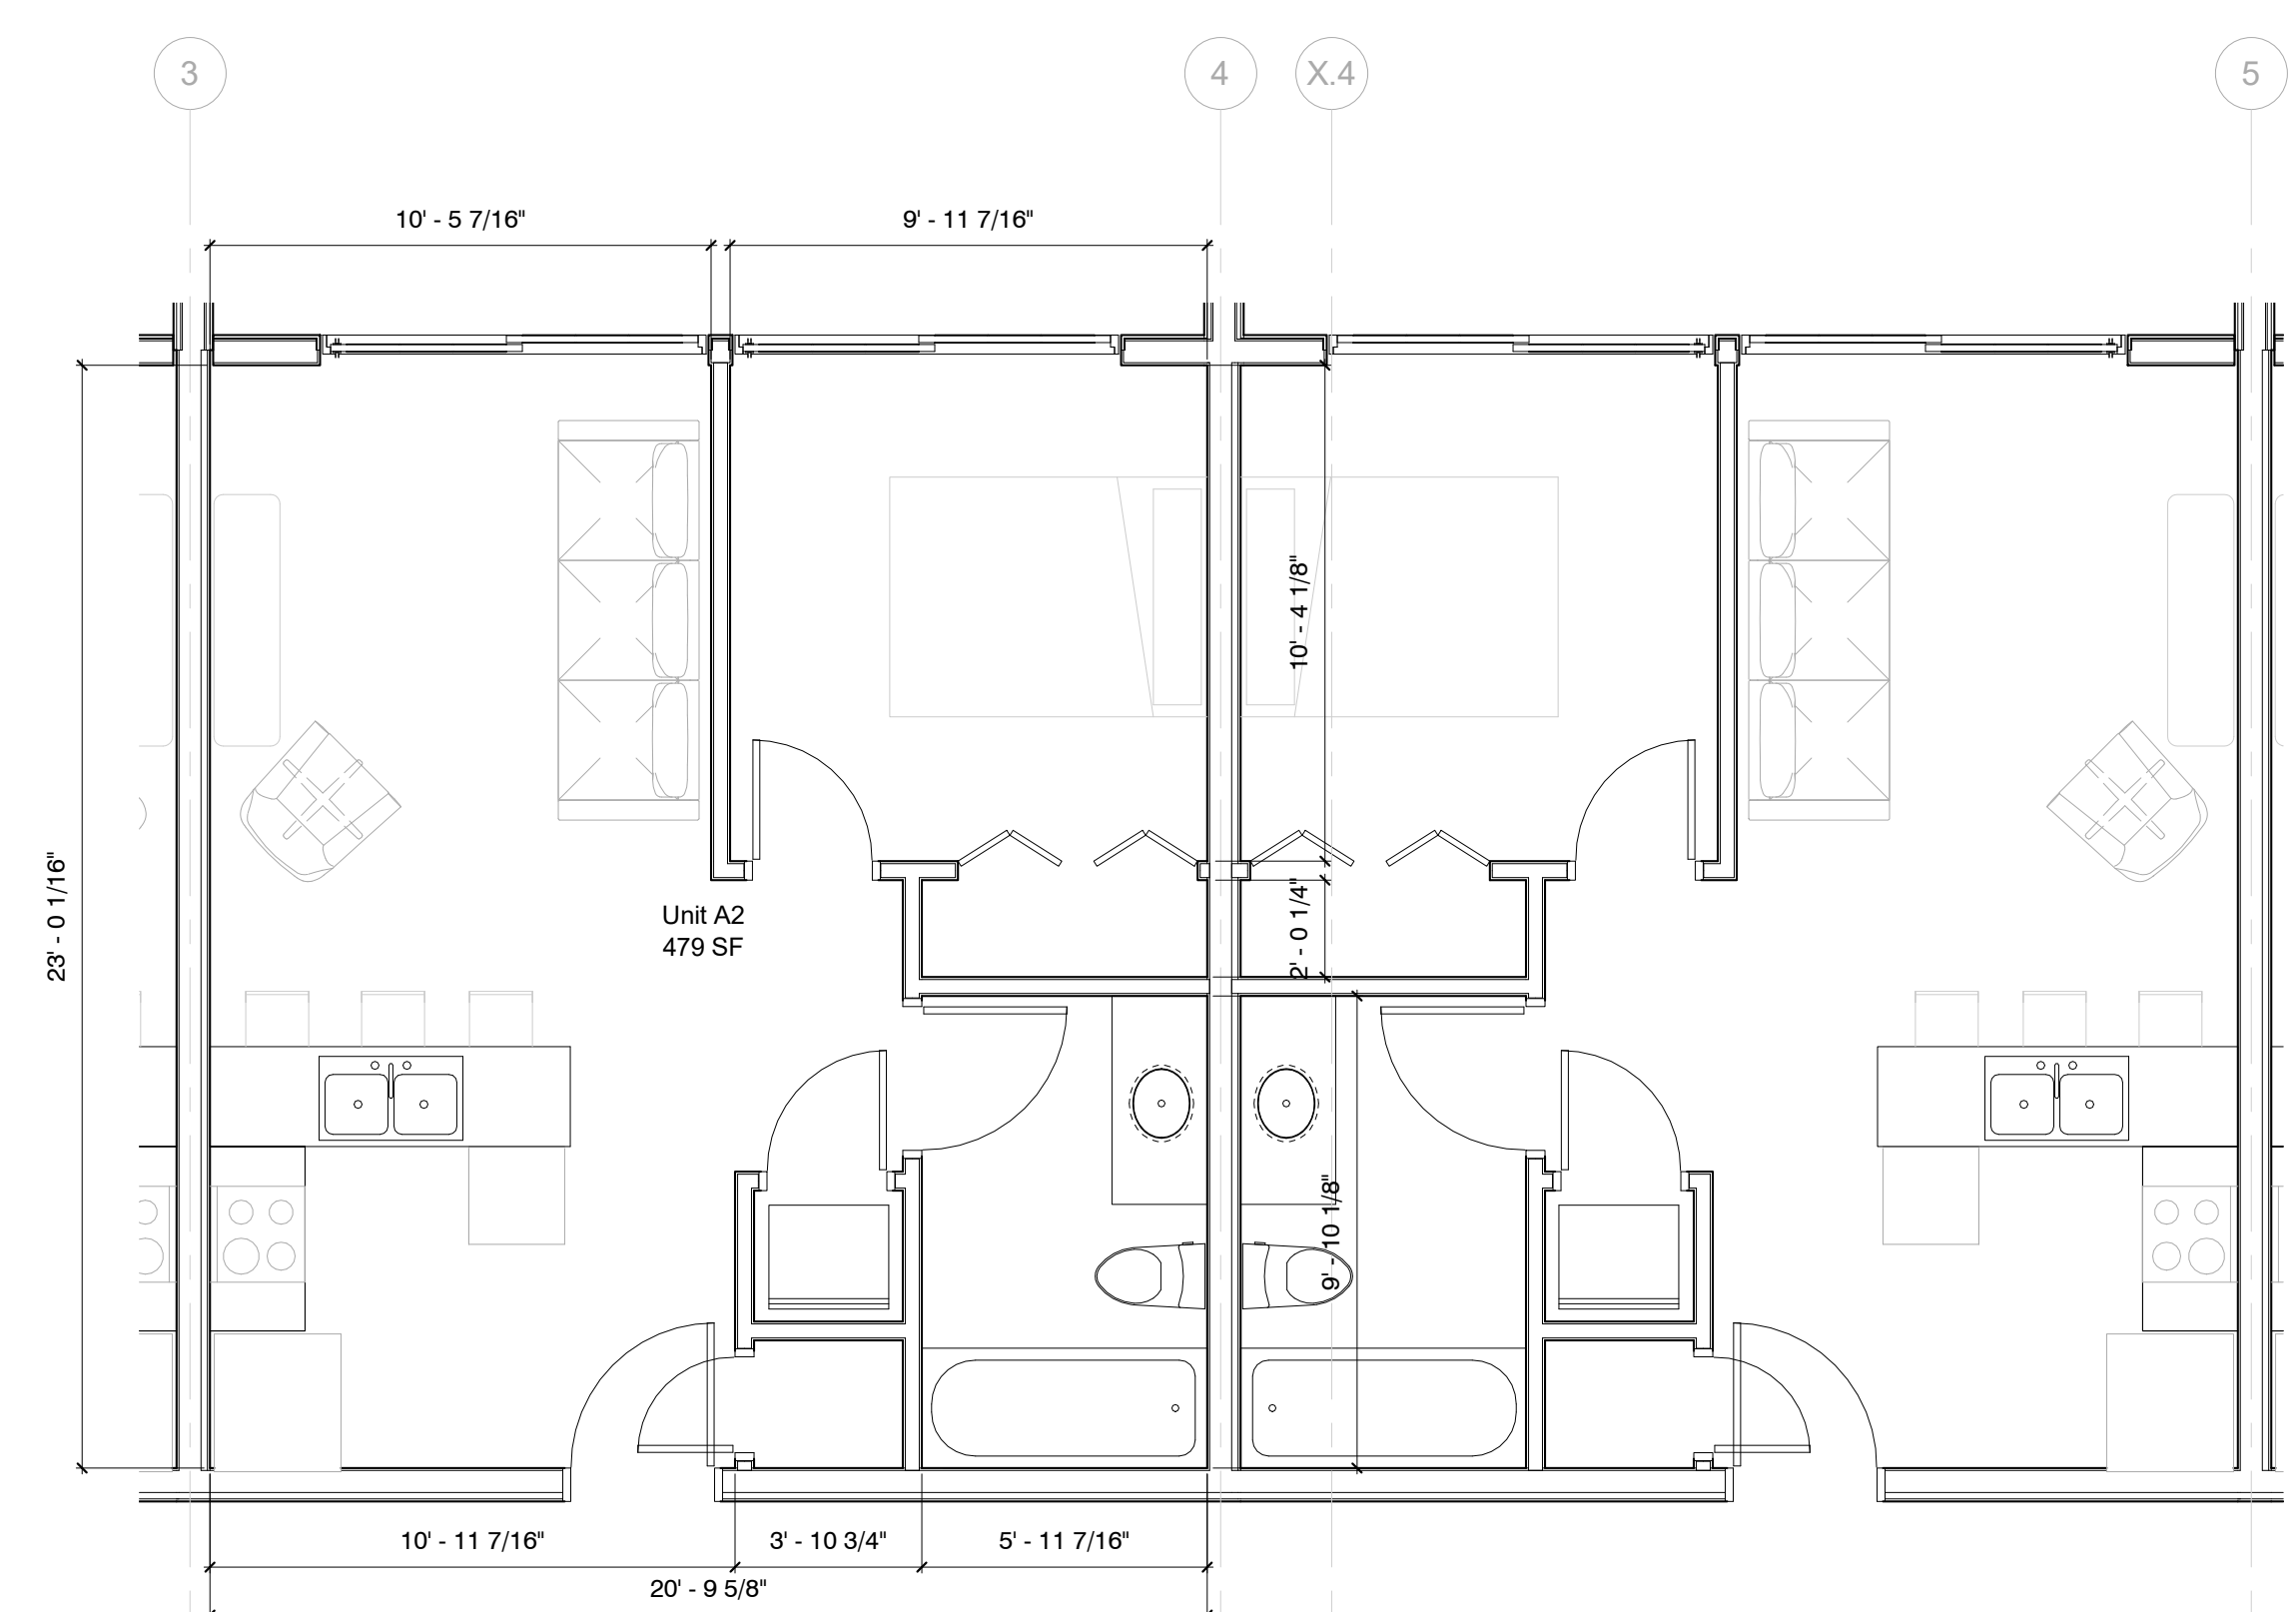 3
4
X.4
5
10' - 5 7/16"
9' - 11 7/16"
10' - 4 1/8"
23' - 0 1/16"
Unit A2
479 SF
2' - 0 1/4"
9' - 10 1/8"
10' - 11 7/16"
3' - 10 3/4"
5' - 11 7/16"
20' - 9 5/8"